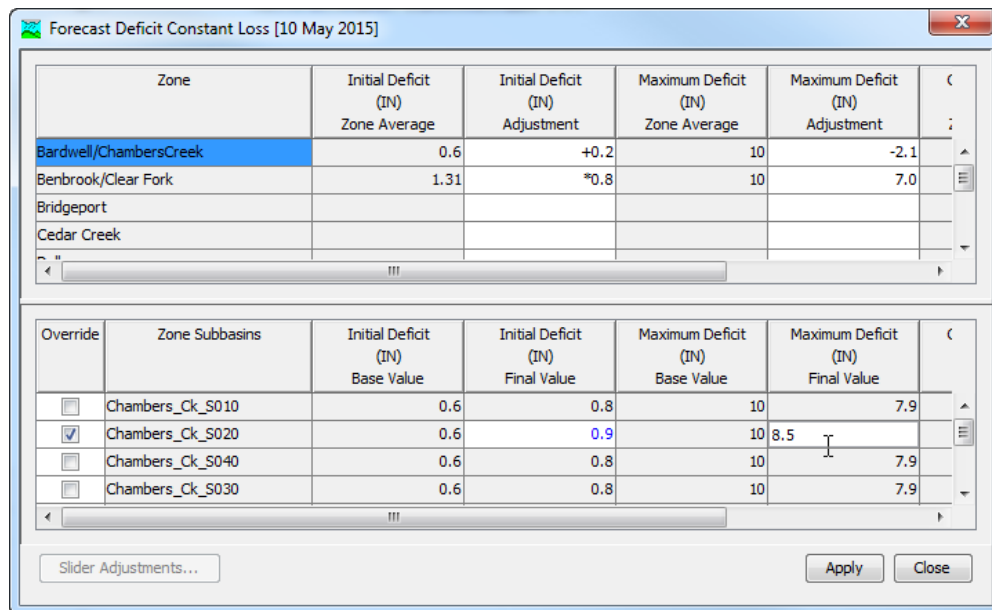 Forecast Deficit Constant Loss [10 May 2015]
Zone Initial Deficit Initial Deficit Maximum Deficit Maximum Deficit
(IN) (IN) (IN) (IN)
Zone Average Adjustment Zone Average Adjustment
Bardwell/ChambersCreek 0.6 +0.2 10 -2.1
Benbrook/Clear Fork 1.31 *0.8 10 7.0
Bridgeport
Cedar Creek
Override Zone Subbasins Initial Deficit Initial Deficit Maximum Deficit Maximum Deficit
(IN) (IN) (IN) (IN)
Base Value Final Value Base Value Final Value
Chambers_Ck_S010 0.6 0.8 10 7.9
Chambers_Ck_S020 0.6 0.9 10 8.5
Chambers_Ck_S040 0.6 0.8 10 7.9
Chambers_Ck_S030 0.6 0.8 10 7.9
Slider Adjustments... Apply Close